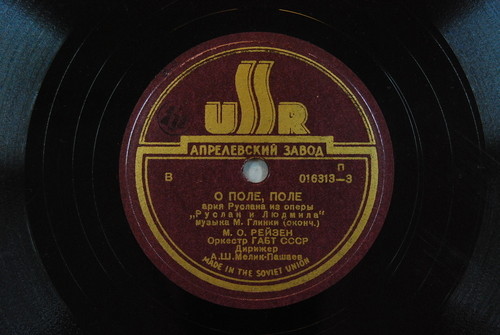 USSR
АПРЕЛЕВСКИЙ ЗАВОД
П
В 016313—3
О ПОЛЕ, ПОЛЕ
ария Руслана из оперы
„Руслан и Людмила“
музыка М. Глинки (оконч.)
М. О. РЕЙЗЕН
Оркестр ГАБТ СССР
Дирижер
А.Ш.Мелик-Пашаев
MADE IN THE SOVIET UNION